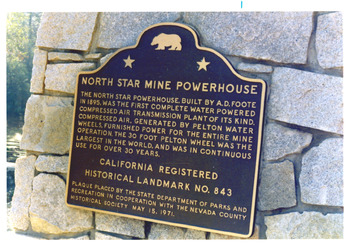 NORTH STAR MINE POWERHOUSE
THE NORTH STAR POWERHOUSE, BUILT BY A.D. FOOTE
IN 1895, WAS THE FIRST COMPLETE WATER POWERED
COMPRESSED AIR TRANSMISSION PLANT OF ITS KIND.
COMPRESSED AIR, GENERATED BY PELTON WATER
WHEELS, FURNISHED POWER FOR THE ENTIRE MINE
OPERATION. THE 30 FOOT PELTON WHEEL WAS THE
LARGEST IN THE WORLD, AND WAS IN CONTINUOUS
USE FOR OVER 30 YEARS.
CALIFORNIA REGISTERED
HISTORICAL LANDMARK NO. 843
PLAQUE PLACED BY THE STATE DEPARTMENT OF PARKS AND
RECREATION IN COOPERATION WITH THE NEVADA COUNTY
HISTORICAL SOCIETY MAY 15, 1971.